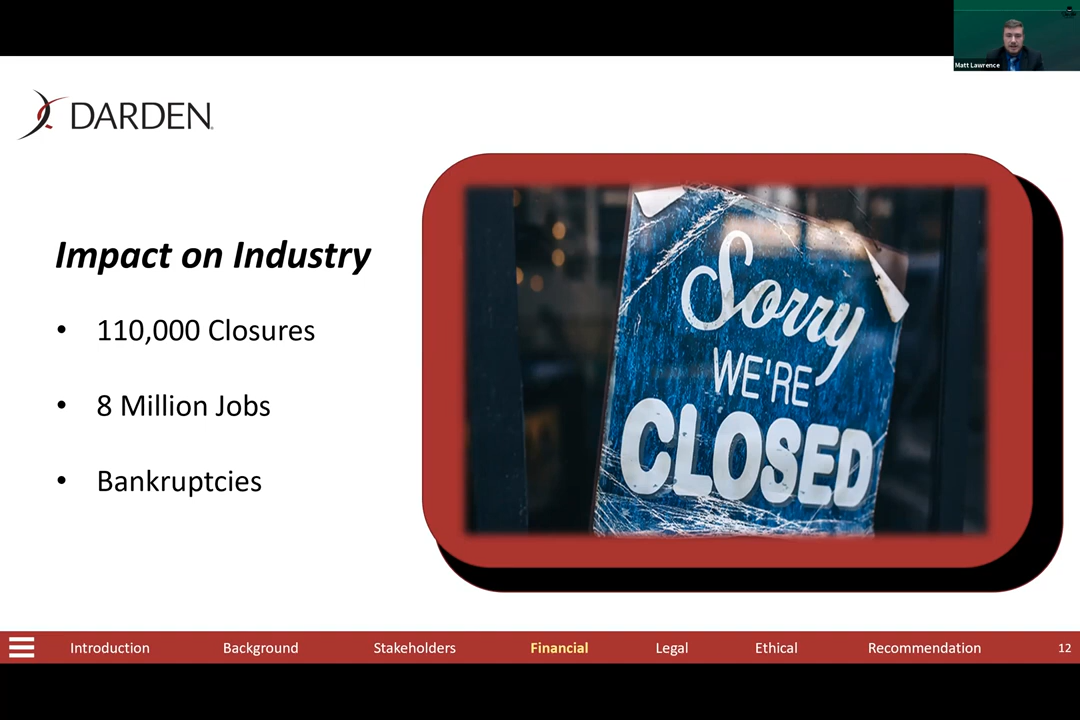 Matt Lawrence
DARDEN
Impact on Industry
• 110,000 Closures
• 8 Million Jobs
• Bankruptcies
Sorry
WE'RE
CLOSED
Introduction Background Stakeholders Financial Legal Ethical Recommendation 12